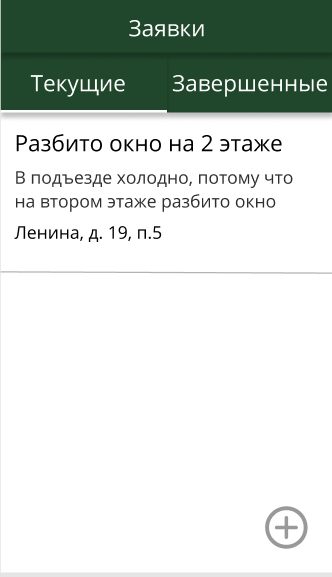 Заявки
Текущие Завершенные
Разбито окно на 2 этаже
В подъезде холодно, потому что
на втором этаже разбито окно
Ленина, д. 19, п.5